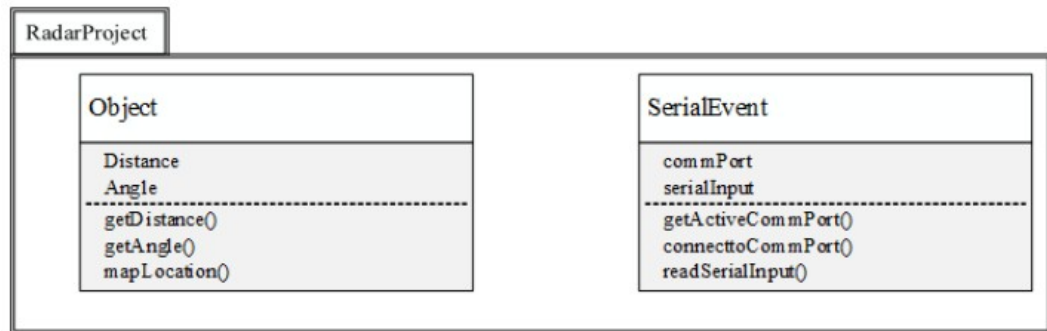 RadarProject
Object
Distance
Angle
getDistance()
getAngle()
mapLocation()
SerialEvent
commPort
serialInput
getActiveCommPort()
connecttoCommPort()
readSerialInput()